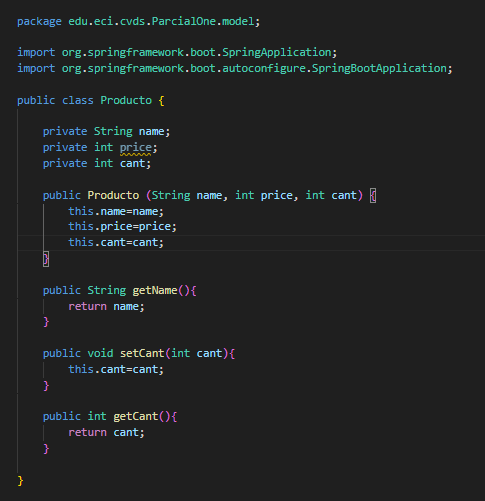 package edu.eci.cvds.ParcialOne.model;
import org.springframework.boot.SpringApplication;
import org.springframework.boot.autoconfigure.SpringBootApplication;
public class Producto {
private String name;
private int price;
private int cant;
public Producto (String name, int price, int cant) {
this.name=name;
this.price=price;
this.cant=cant;
}
public String getName(){
return name;
}
public void setCant(int cant){
this.cant=cant;
}
public int getCant(){
return cant;
}
}